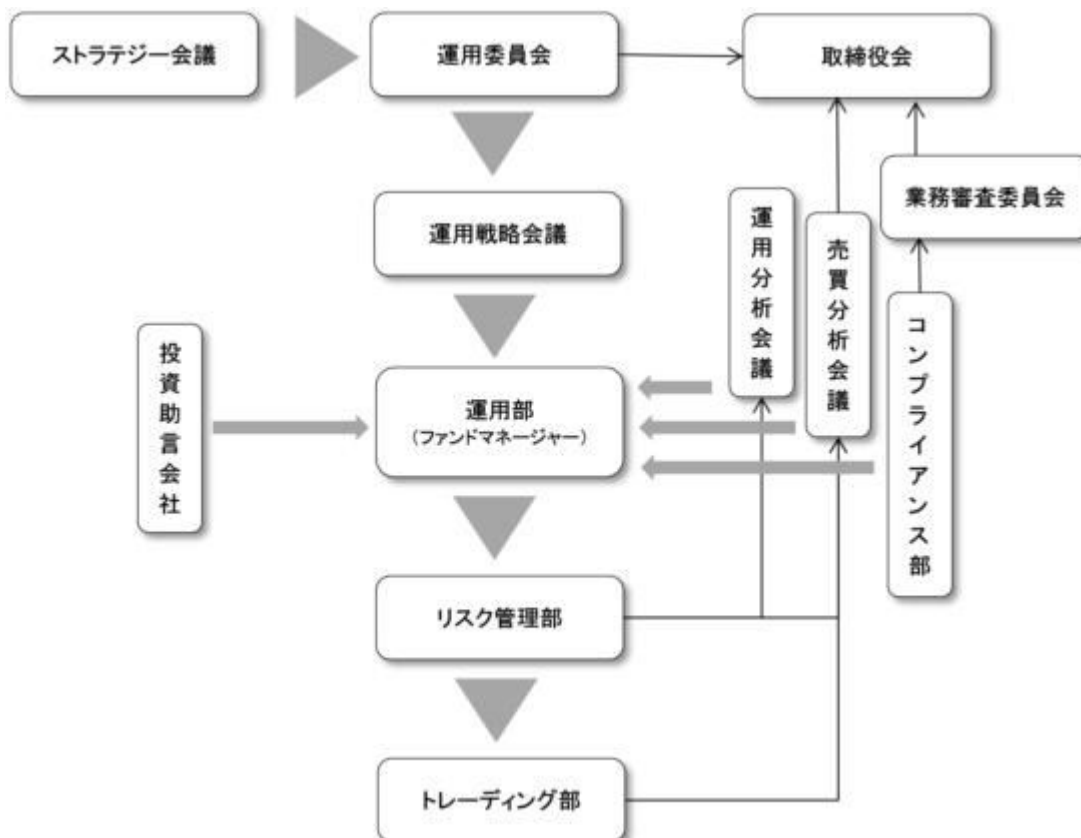 ストラテジー会議
運用委員会
取締役会
業務審査委員会
運用戦略会議
運用分析会議
売買分析会議
コンプライアンス部
投資助言会社
運用部
(ファンドマネージャー)
リスク管理部
トレーディング部